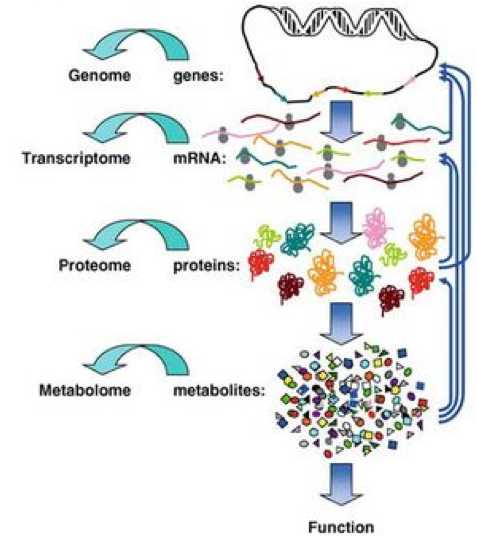 Genome genes:
Transcriptome mRNA:
Proteome proteins:
Metabolome metabolites:
Function